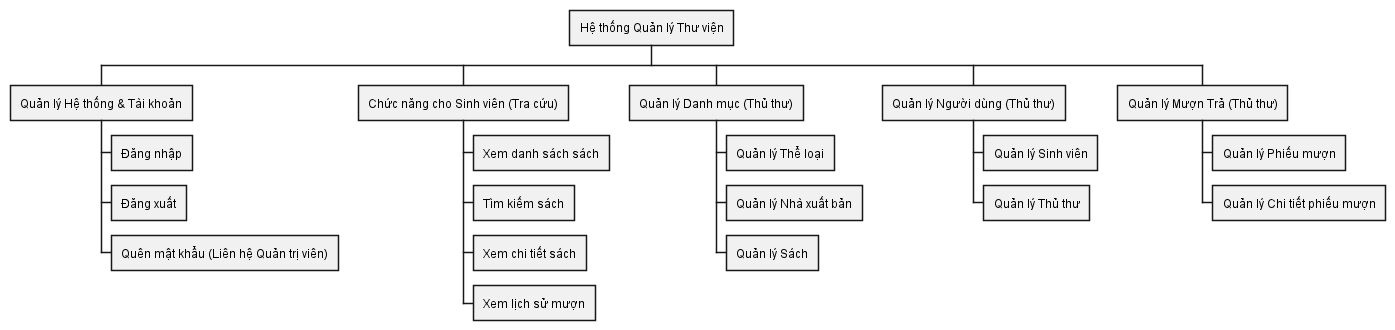 Hệ thống Quản lý Thư viện
Quản lý Hệ thống & Tài khoản
Đăng nhập
Đăng xuất
Quên mật khẩu (Liên hệ Quản trị viên)
Chức năng cho Sinh viên (Tra cứu)
Xem danh sách sách
Tìm kiếm sách
Xem chi tiết sách
Xem lịch sử mượn
Quản lý Danh mục (Thủ thư)
Quản lý Thể loại
Quản lý Nhà xuất bản
Quản lý Sách
Quản lý Người dùng (Thủ thư)
Quản lý Sinh viên
Quản lý Thủ thư
Quản lý Mượn Trả (Thủ thư)
Quản lý Phiếu mượn
Quản lý Chi tiết phiếu mượn